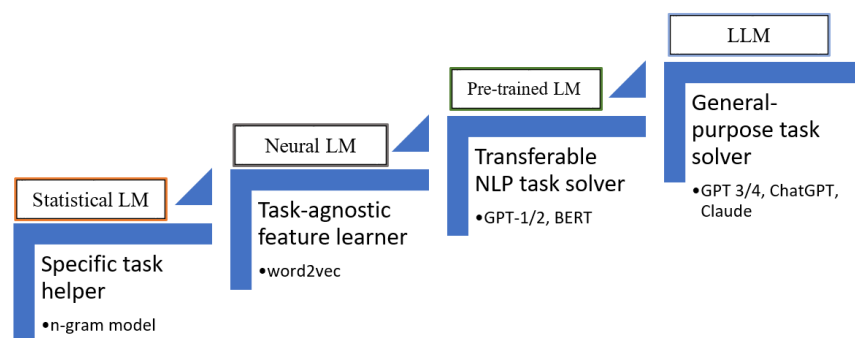 Statistical LM
Specific task
helper
•n-gram model
Neural LM
Task-agnostic
feature learner
•word2vec
Pre-trained LM
Transferable
NLP task solver
•GPT-1/2, BERT
LLM
General-
purpose task
solver
•GPT 3/4, ChatGPT,
Claude